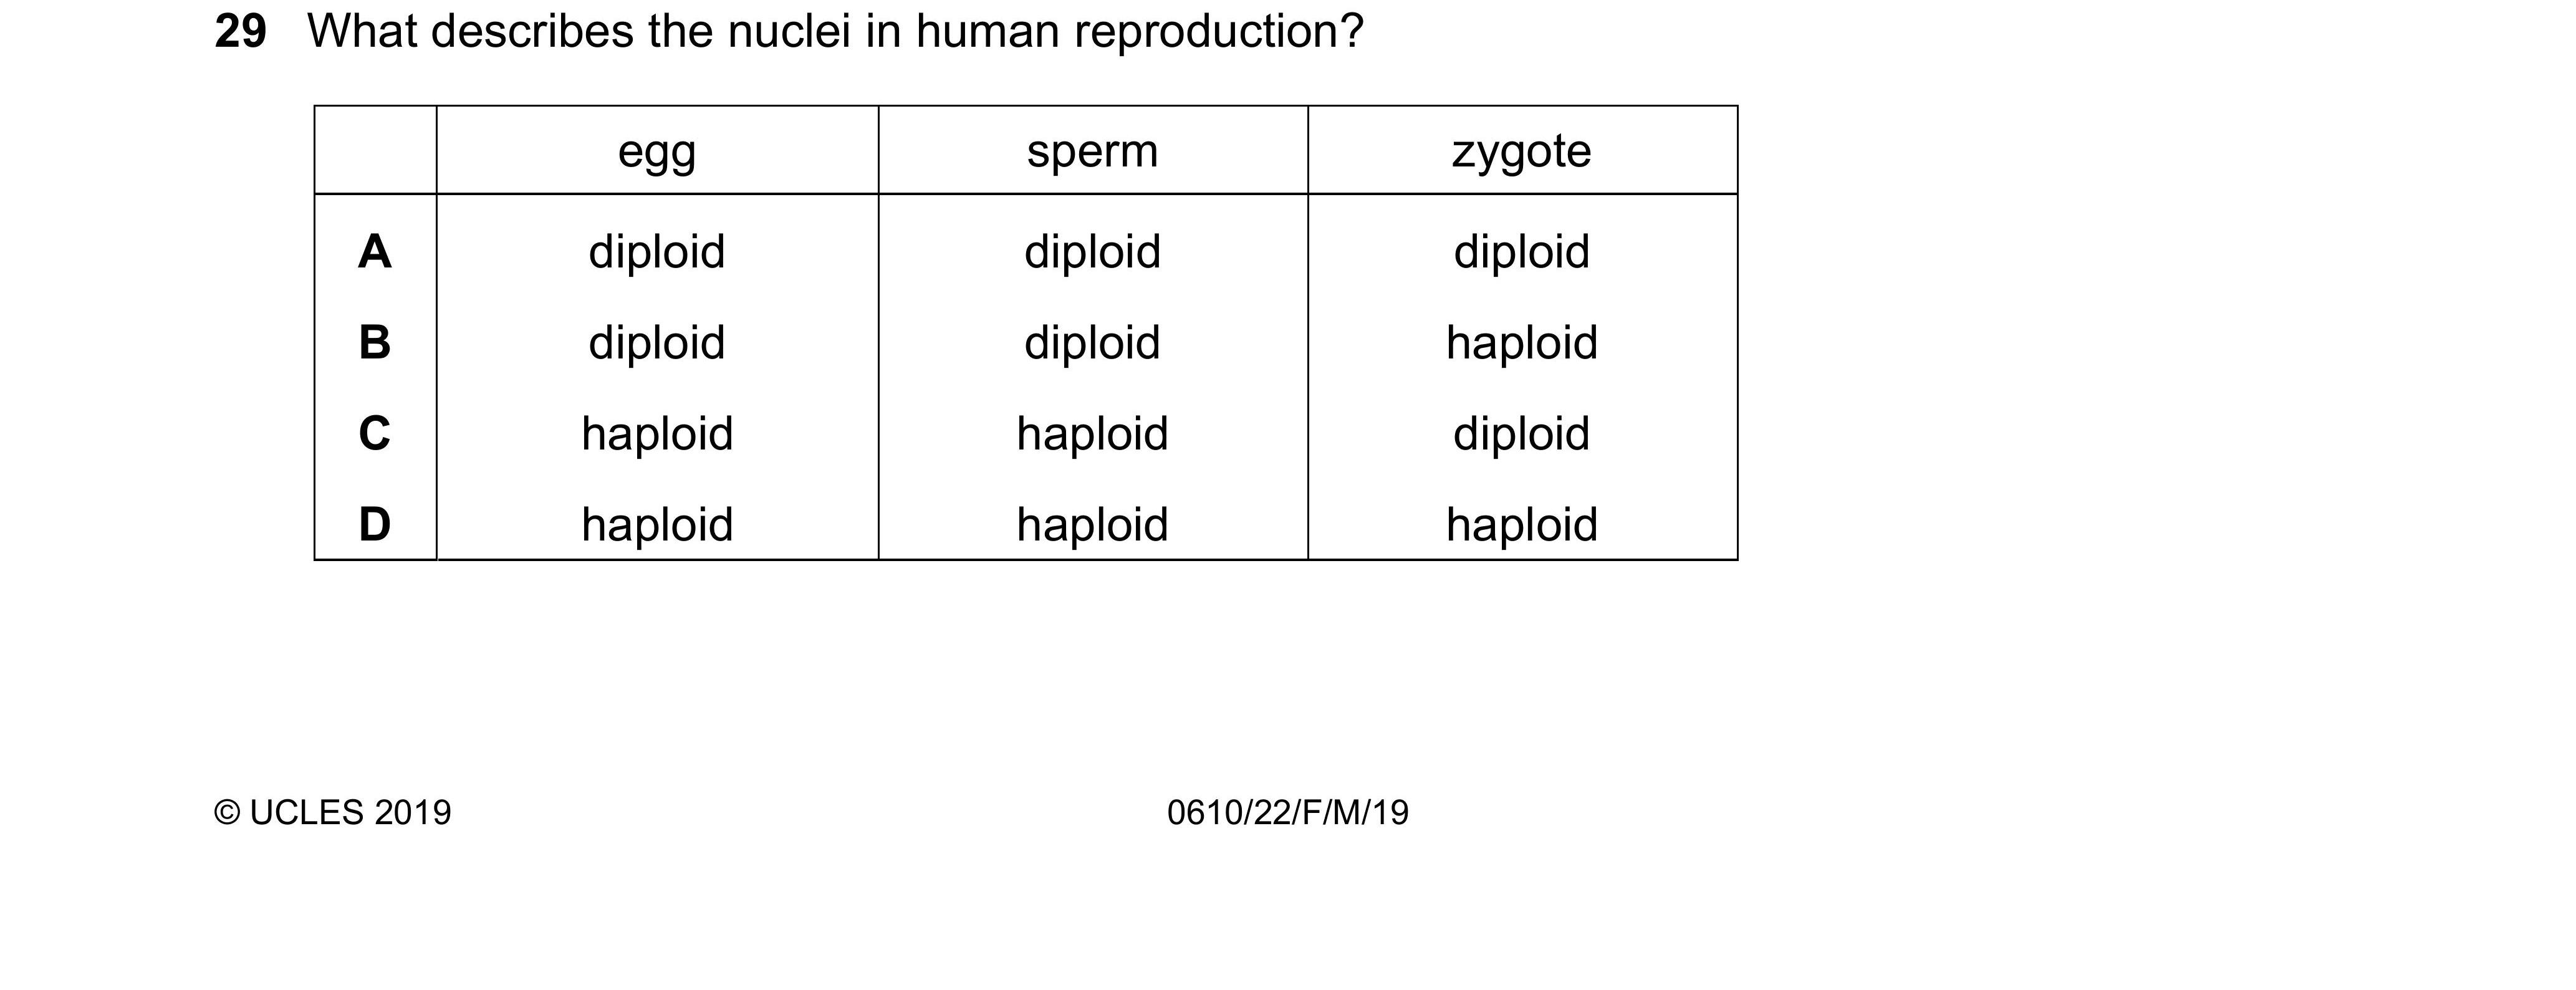 29 What describes the nuclei in human reproduction?
egg sperm zygote
A diploid diploid diploid
B diploid diploid haploid
C haploid haploid diploid
D haploid haploid haploid
© UCLES 2019 0610/22/F/M/19